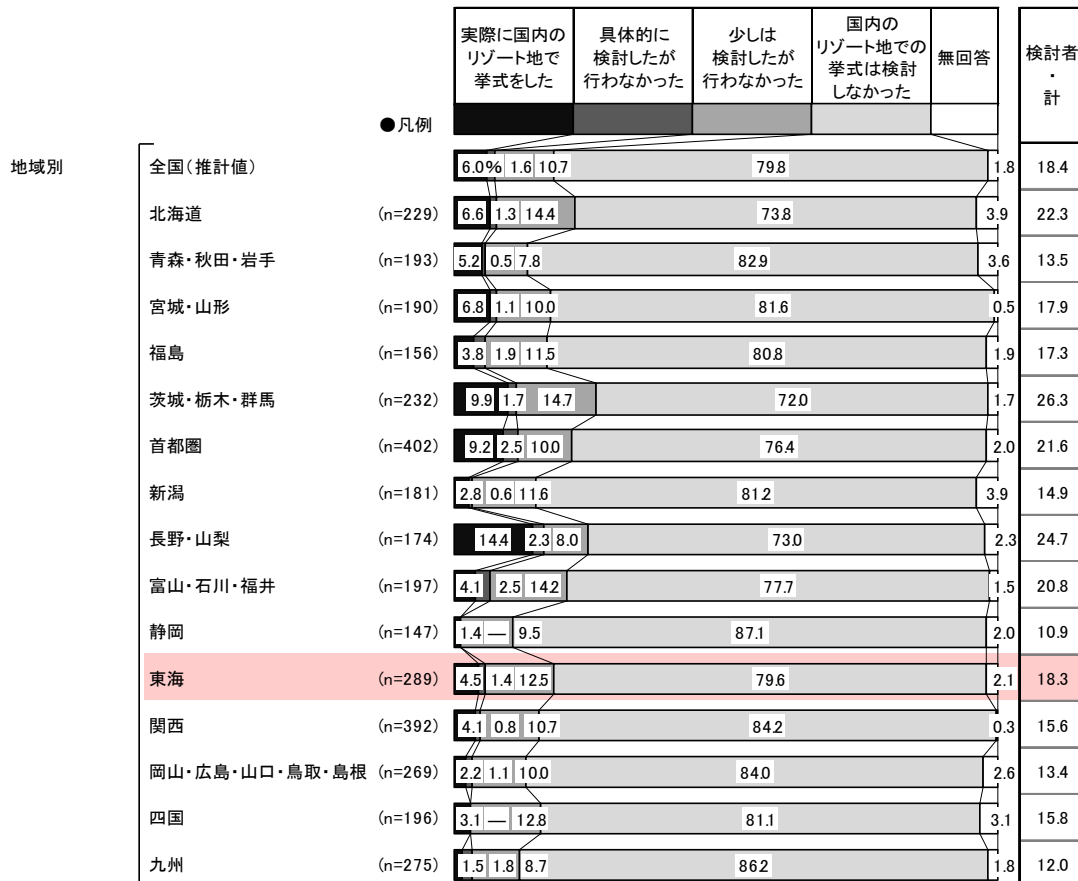 実際に国内の
リゾート地で
挙式をした
具体的に
検討したが
行わなかった
少しは
検討したが
行わなかった
国内の
リゾート地での
挙式は検討
しなかった
無回答
検討者
・
計
●凡例
地域別
全国(推計値) 6.0% 1.6 10.7 79.8 1.8 18.4
北海道 (n=229) 6.6 1.3 14.4 73.8 3.9 22.3
青森・秋田・岩手 (n=193) 5.2 0.5 7.8 82.9 3.6 13.5
宮城・山形 (n=190) 6.8 1.1 10.0 81.6 0.5 17.9
福島 (n=156) 3.8 1.9 11.5 80.8 1.9 17.3
茨城・栃木・群馬 (n=232) 9.9 1.7 14.7 72.0 1.7 26.3
首都圏 (n=402) 9.2 2.5 10.0 76.4 2.0 21.6
新潟 (n=181) 2.8 0.6 11.6 81.2 3.9 14.9
長野・山梨 (n=174) 14.4 2.3 8.0 73.0 2.3 24.7
富山・石川・福井 (n=197) 4.1 2.5 14.2 77.7 1.5 20.8
静岡 (n=147) 1.4 — 9.5 87.1 2.0 10.9
東海 (n=289) 4.5 1.4 12.5 79.6 2.1 18.3
関西 (n=392) 4.1 0.8 10.7 84.2 0.3 15.6
岡山・広島・山口・鳥取・島根 (n=269) 2.2 1.1 10.0 84.0 2.6 13.4
四国 (n=196) 3.1 — 12.8 81.1 3.1 15.8
九州 (n=275) 1.5 1.8 8.7 86.2 1.8 12.0